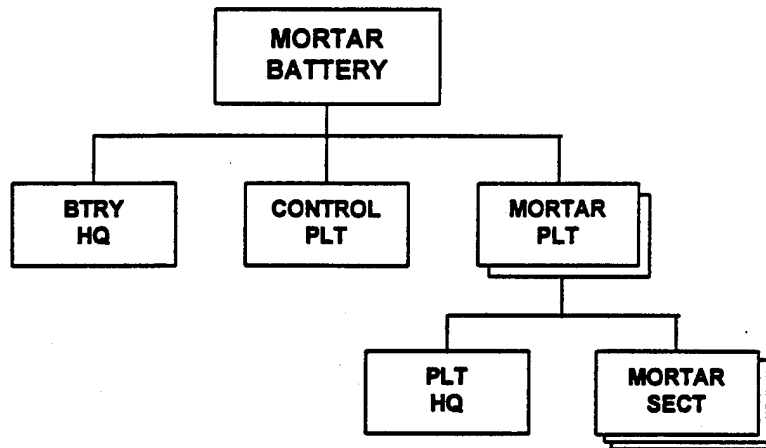 MORTAR
BATTERY
BTRY
HQ
CONTROL
PLT
MORTAR
PLT
PLT
HQ
MORTAR
SECT